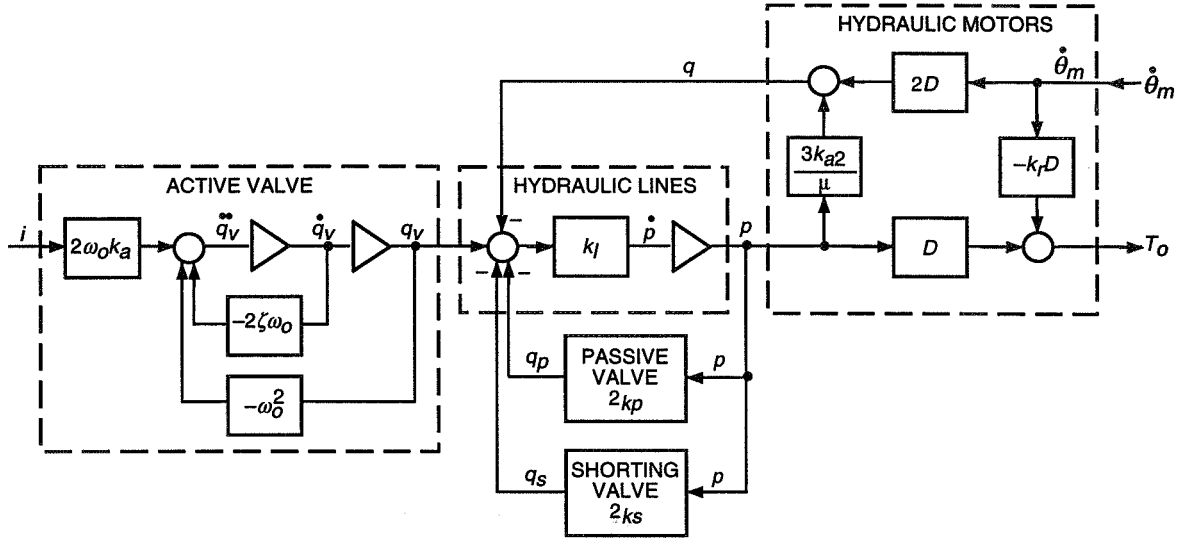 HYDRAULIC MOTORS
q
2D
θ̇ₘ
θ̇ₘ
3kₐ₂
μ
−kᵣD
ACTIVE VALVE
HYDRAULIC LINES
i
2ωₒkₐ
q̈ᵥ
q̇ᵥ
qᵥ
−
kₗ
ṗ
p
D
Tₒ
−
−
−2ζωₒ
−ωₒ²
qₚ
PASSIVE
VALVE
2kp
p
qₛ
SHORTING
VALVE
2ks
p